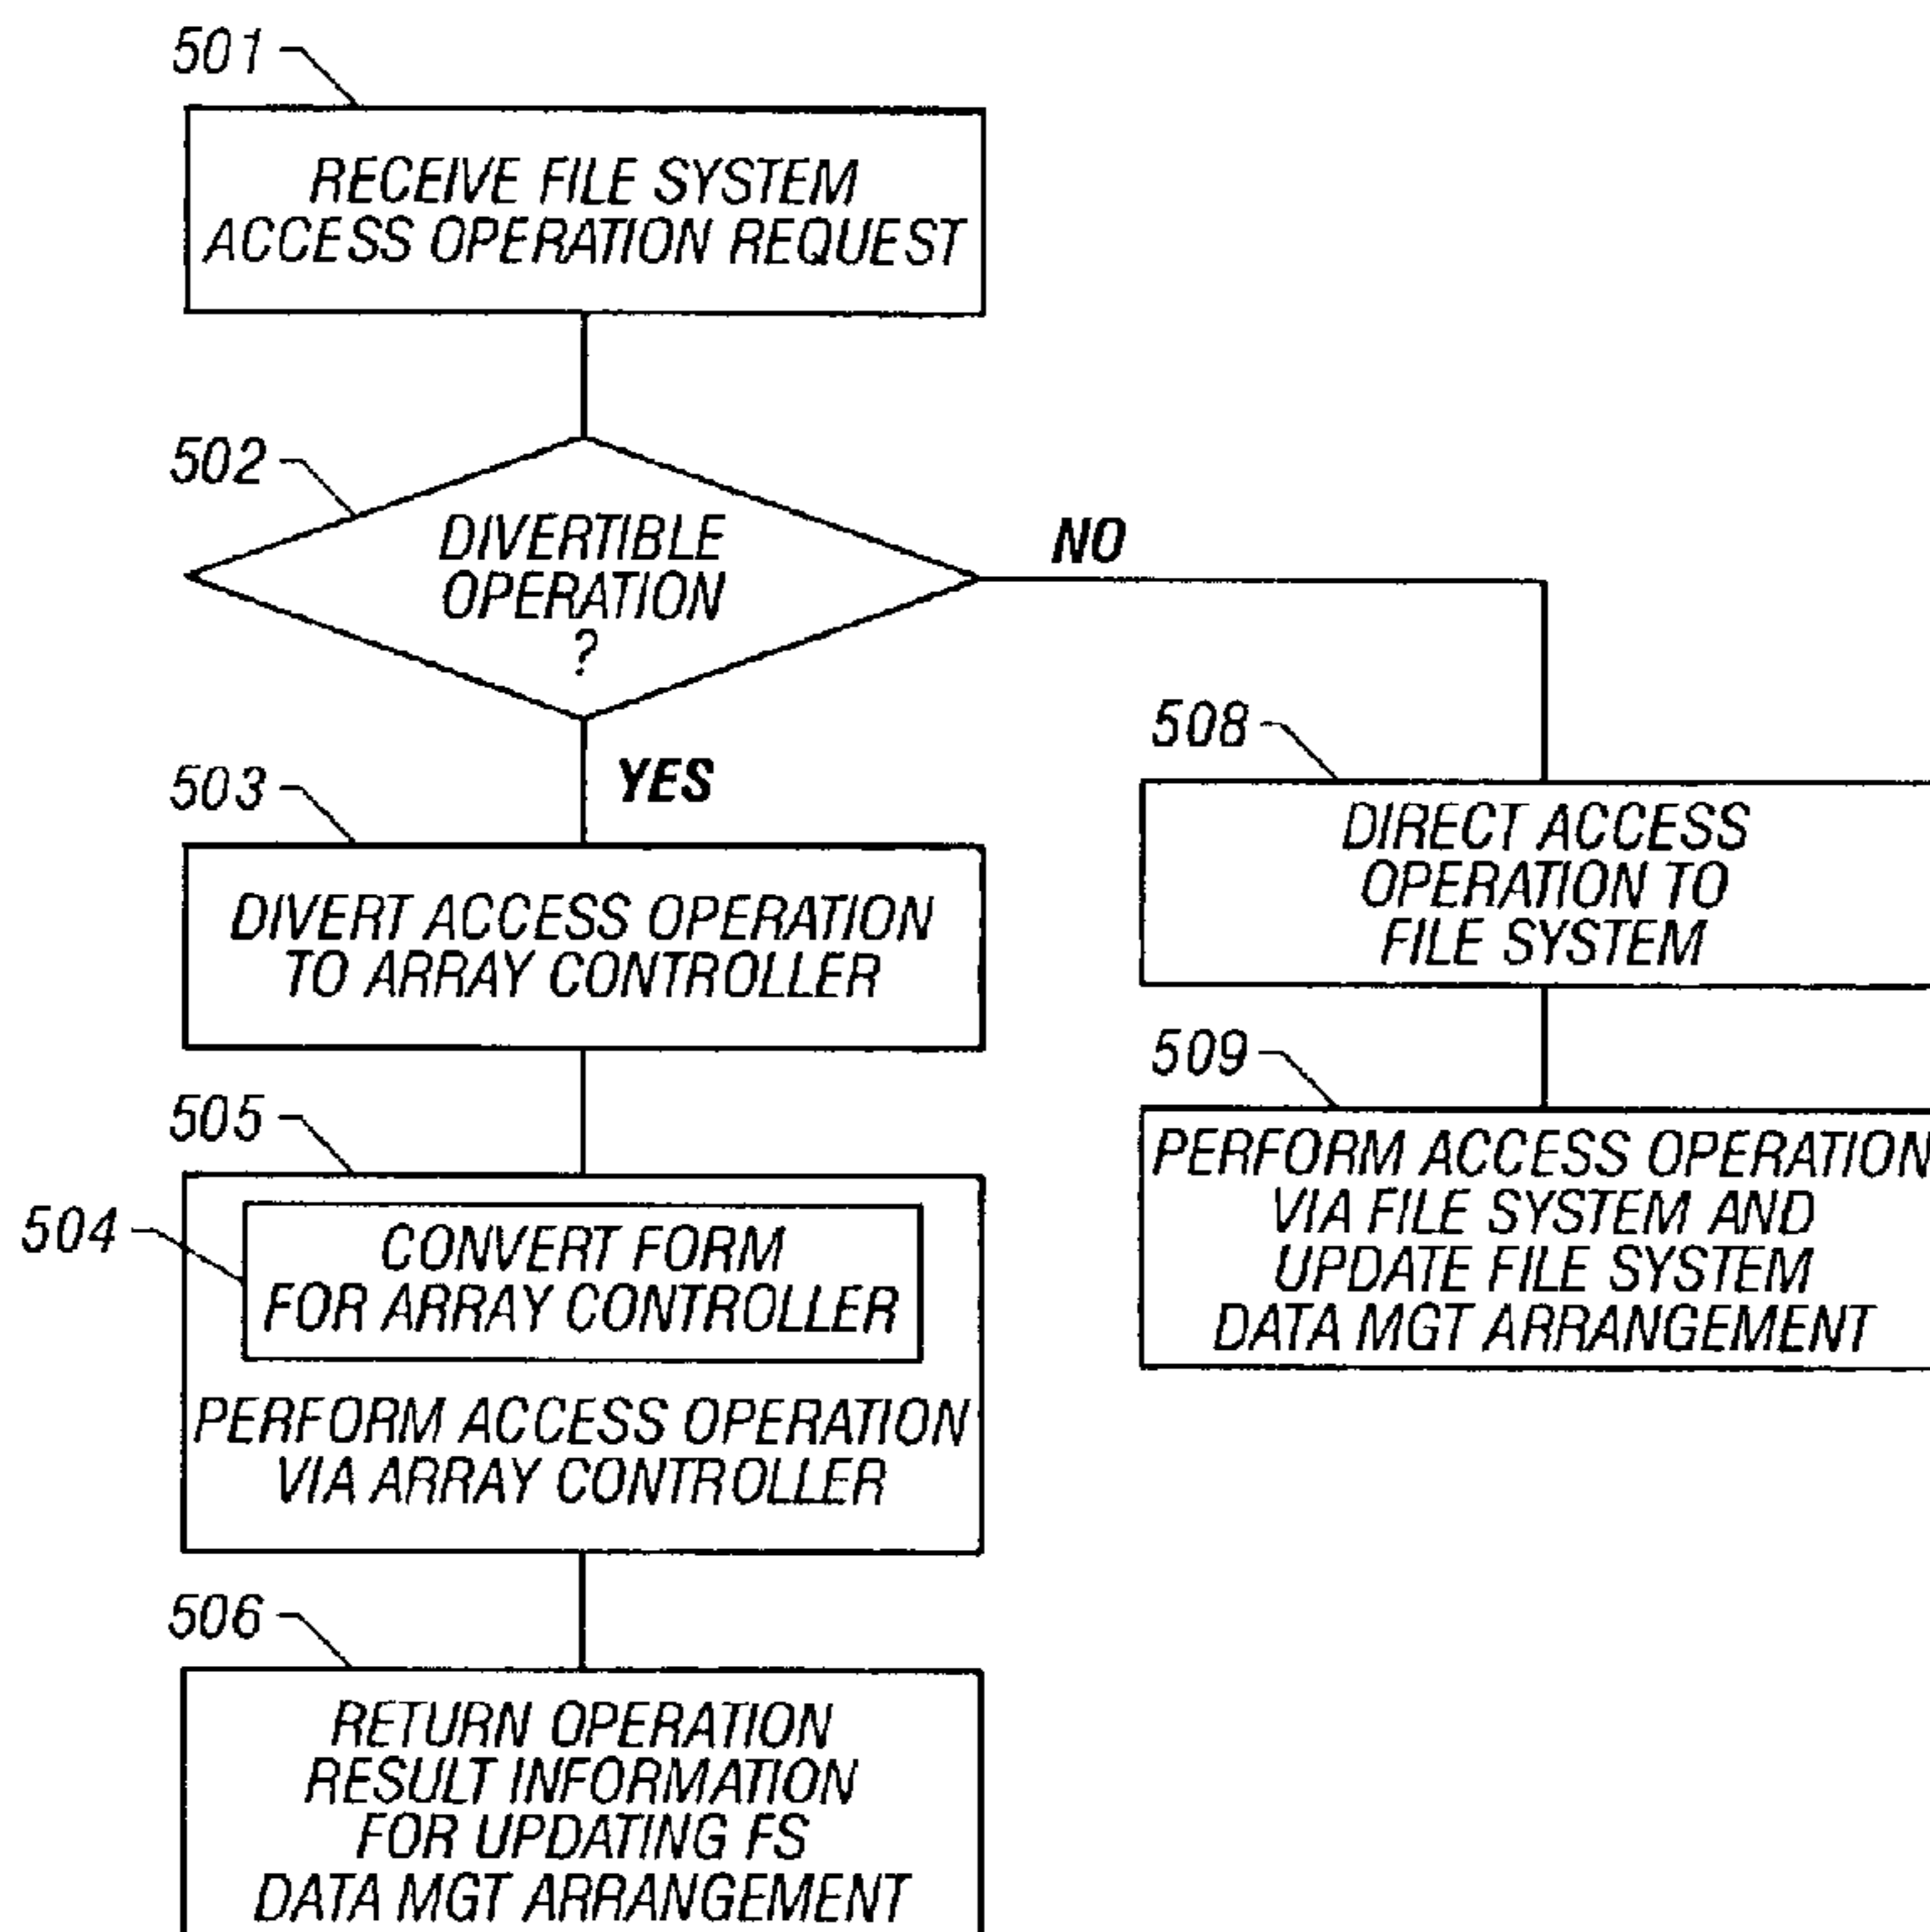 501
RECEIVE FILE SYSTEM
ACCESS OPERATION REQUEST
502
DIVERTIBLE
OPERATION
?
NO
YES
503
DIVERT ACCESS OPERATION
TO ARRAY CONTROLLER
505
504
CONVERT FORM
FOR ARRAY CONTROLLER
PERFORM ACCESS OPERATION
VIA ARRAY CONTROLLER
506
RETURN OPERATION
RESULT INFORMATION
FOR UPDATING FS
DATA MGT ARRANGEMENT
508
DIRECT ACCESS
OPERATION TO
FILE SYSTEM
509
PERFORM ACCESS OPERATION
VIA FILE SYSTEM AND
UPDATE FILE SYSTEM
DATA MGT ARRANGEMENT